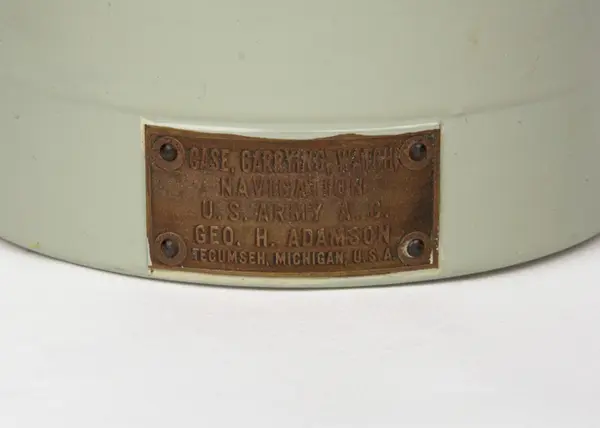 CASE, CARRYING, WATCH,
NAVIGATION
U.S. ARMY A.C.
GEO. H. ADAMSON
TECUMSEH, MICHIGAN, U.S.A.